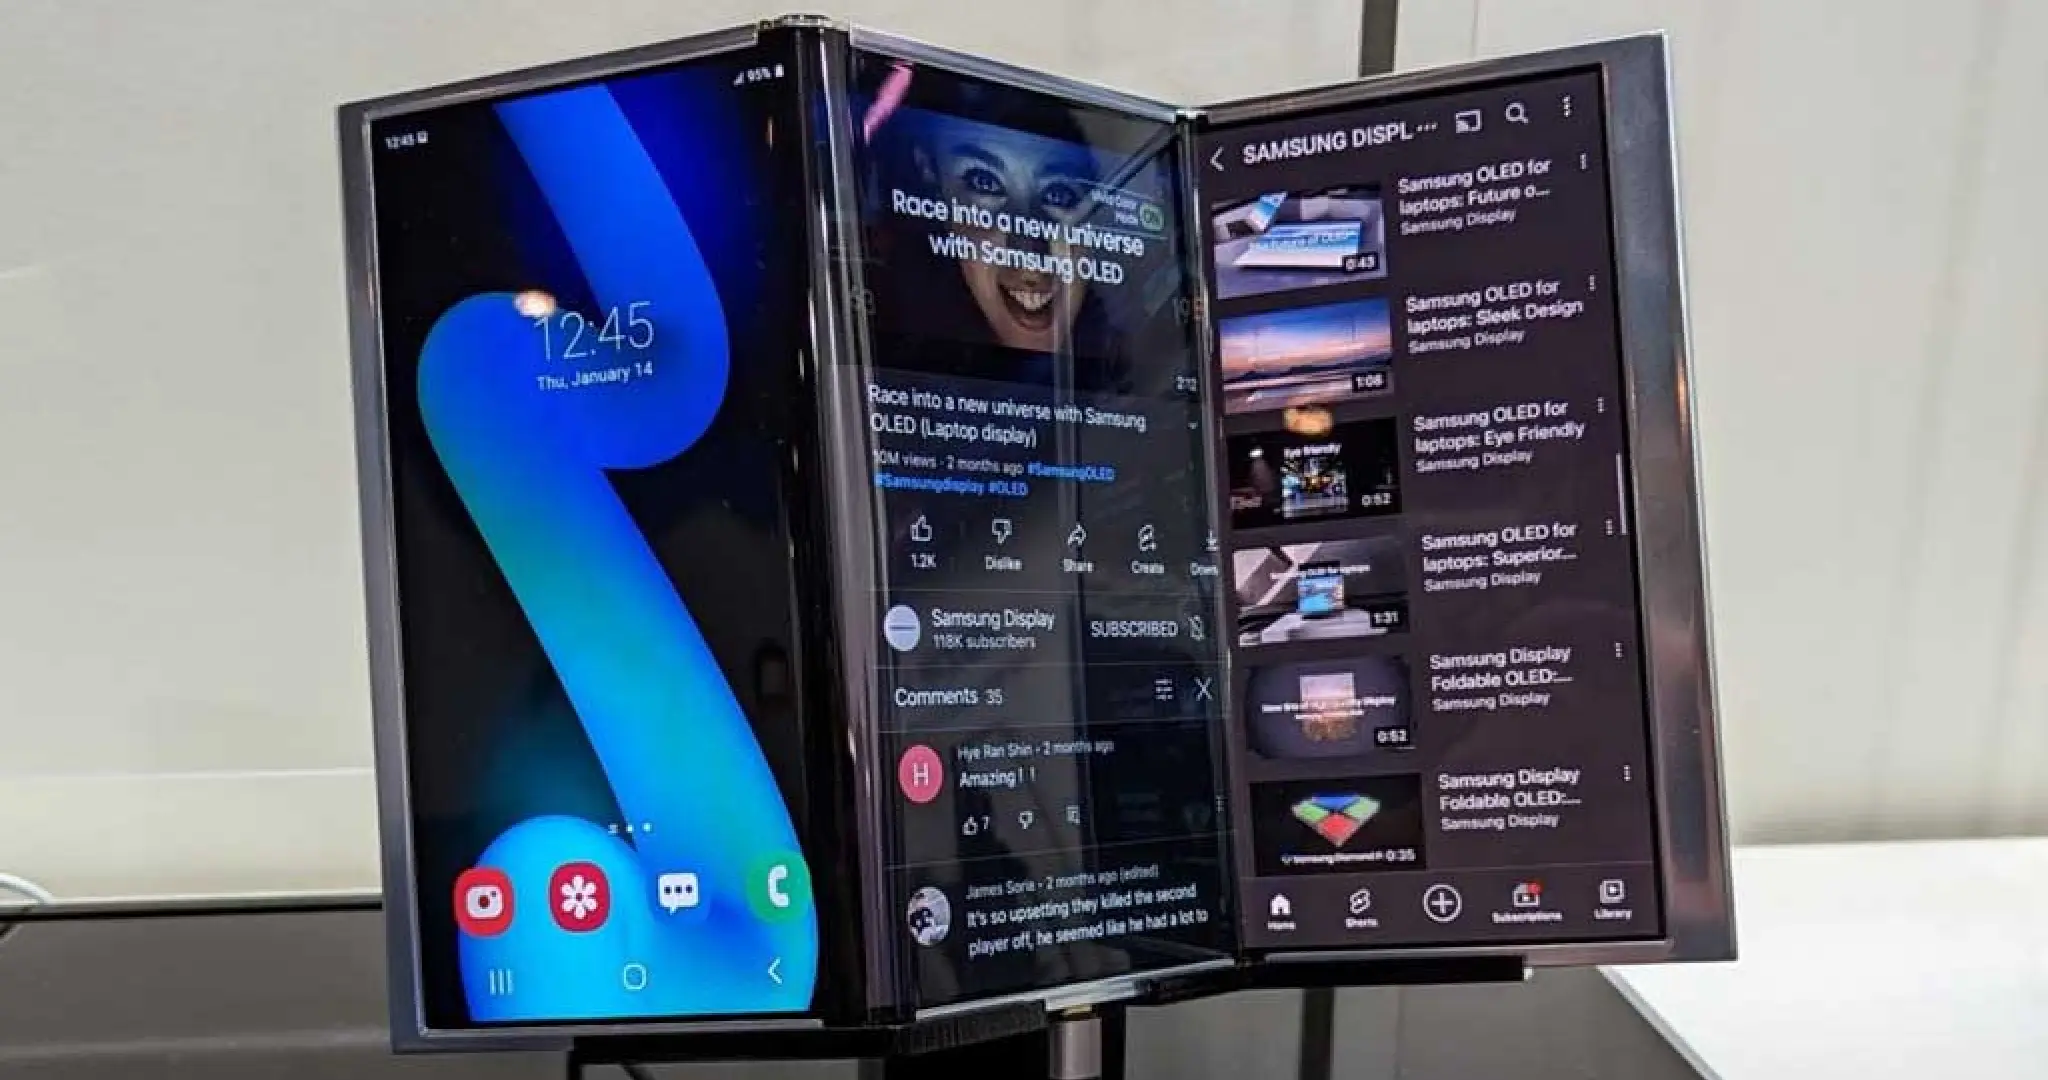 12:45
95%
12:45
Thu, January 14
Race into a new universe
with Samsung OLED
ON
2:12
Race into a new universe with Samsung
OLED (Laptop display)
10M views · 2 months ago #SamsungOLED
#Samsungdisplay #OLED
1.2K
Dislike
Share
Create
Down
Samsung Display
118K subscribers
SUBSCRIBED
Comments 35
H
Hye Ran Shin · 2 months ago
Amazing! !
7
James Soria · 2 months ago (edited)
It's so upsetting they killed the second
player off, he seemed like he had a lot to
SAMSUNG DISPL...
Samsung OLED for
laptops: Future o...
Samsung Display
0:43
Samsung OLED for
laptops: Sleek Design
Samsung Display
1:08
Samsung OLED for
laptops: Eye Friendly
Samsung Display
Eye friendly
0:52
Samsung OLED for
laptops: Superior...
Samsung Display
1:31
Samsung Display
Foldable OLED:...
Samsung Display
0:52
Samsung Display
Foldable OLED:...
Samsung Display
0:35
Home
Shorts
Subscriptions
Library